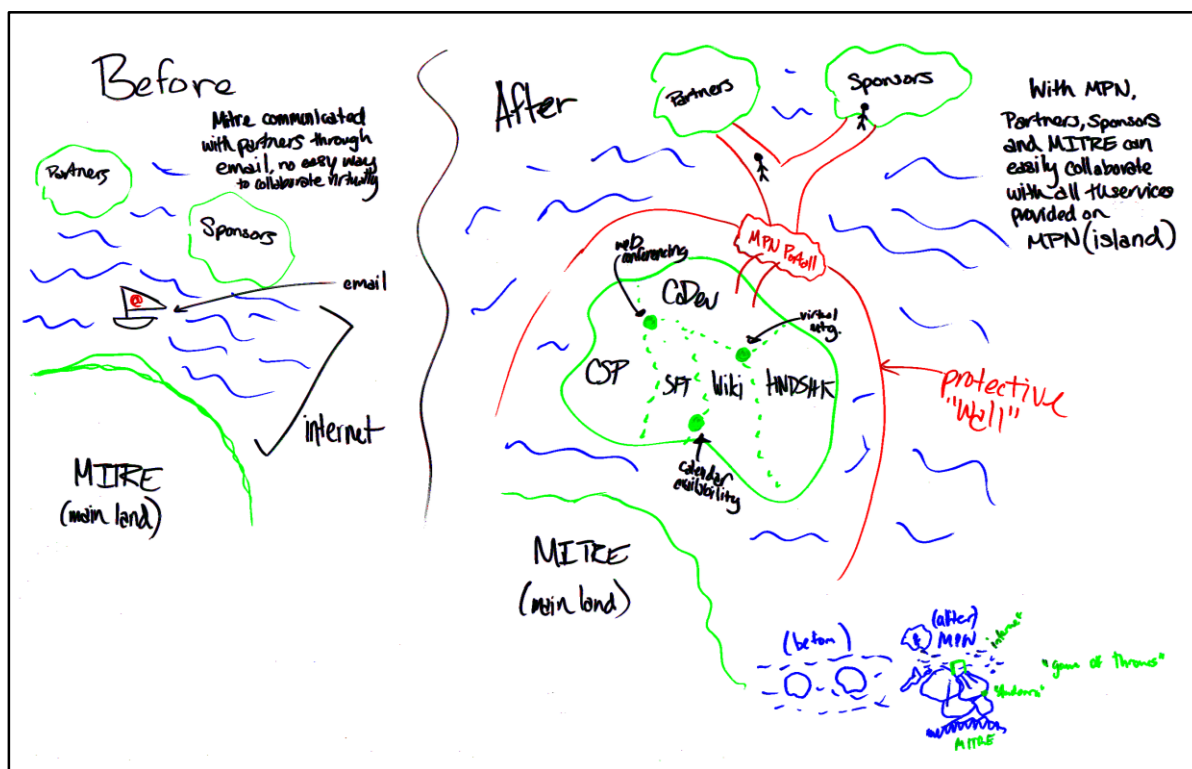 Before
Mitre communicated
with partners through
email, no easy way
to collaborate virtually
Partners
Sponsors
@
email
internet
MITRE
(main land)
After
Partners
Sponsors
With MPN,
Partners, Sponsors
and MITRE can
easily collaborate
with all the services
provided on
MPN (island)
MPN Portal
web
conferencing
CoDev
virtual
mtg.
CSP
SFT
Wiki
HNDSHK
calendar
availability
protective
"Wall"
MITRE
(main land)
(before)
(after)
MPN
"game of thrones"
MITRE